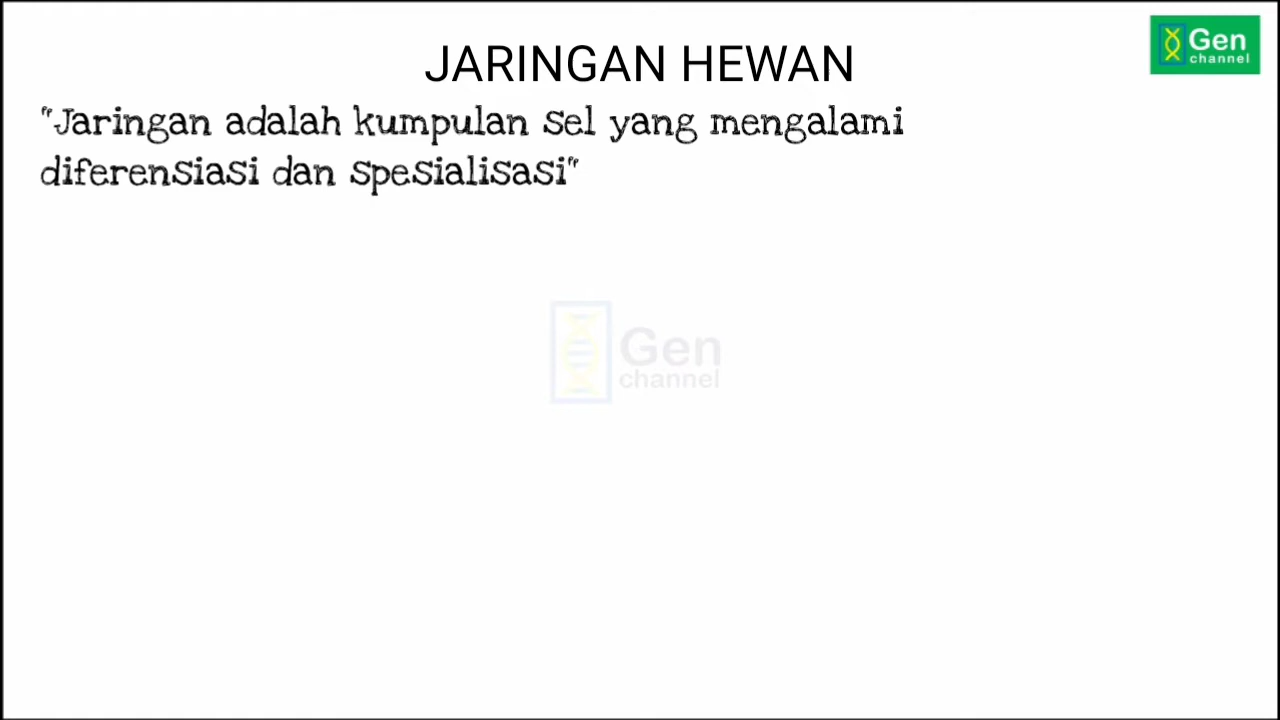 Gen
channel
JARINGAN HEWAN
"Jaringan adalah kumpulan sel yang mengalami
diferensiasi dan spesialisasi"
Gen
channel